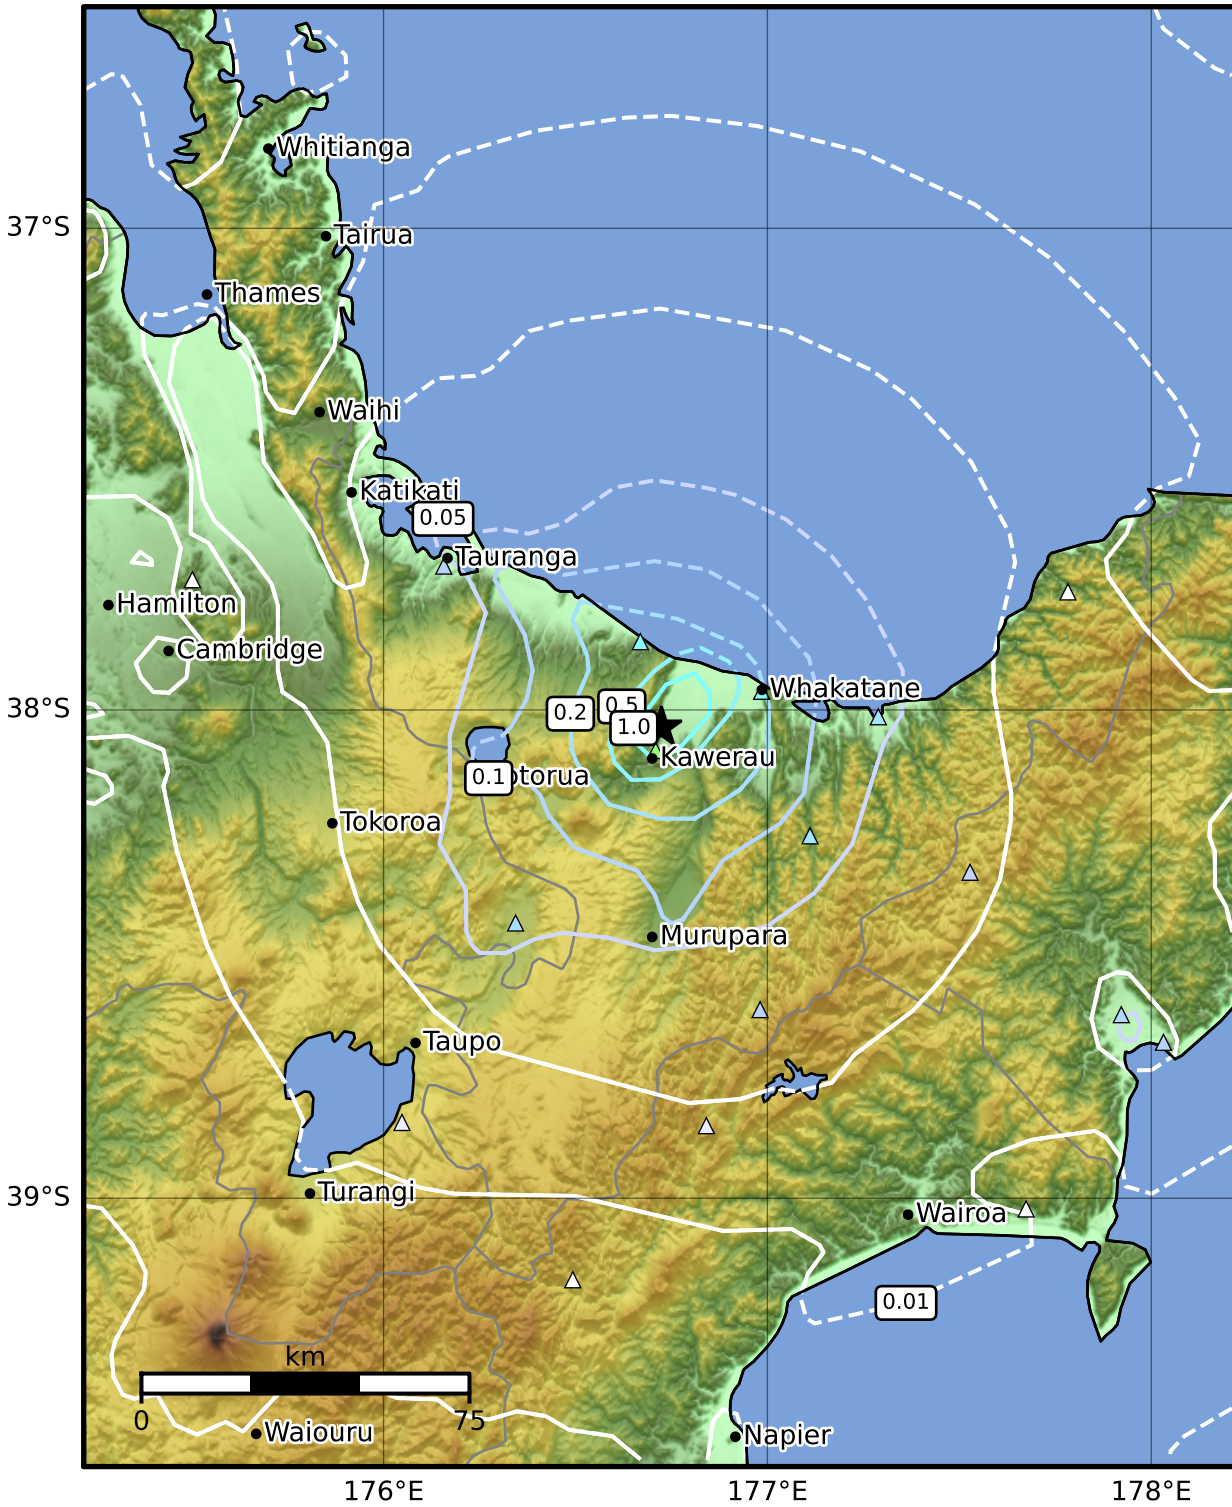 Whitianga
37°S
Tairua
Thames
Waihi
Katikati
0.05
Tauranga
Hamilton
Cambridge
Whakatane
38°S
0.2
0.5
1.0
Kawerau
0.1
otorua
Tokoroa
Murupara
Taupo
Turangi
39°S
Wairoa
0.01
km
0
75
Waiouru
Napier
176°E
177°E
178°E